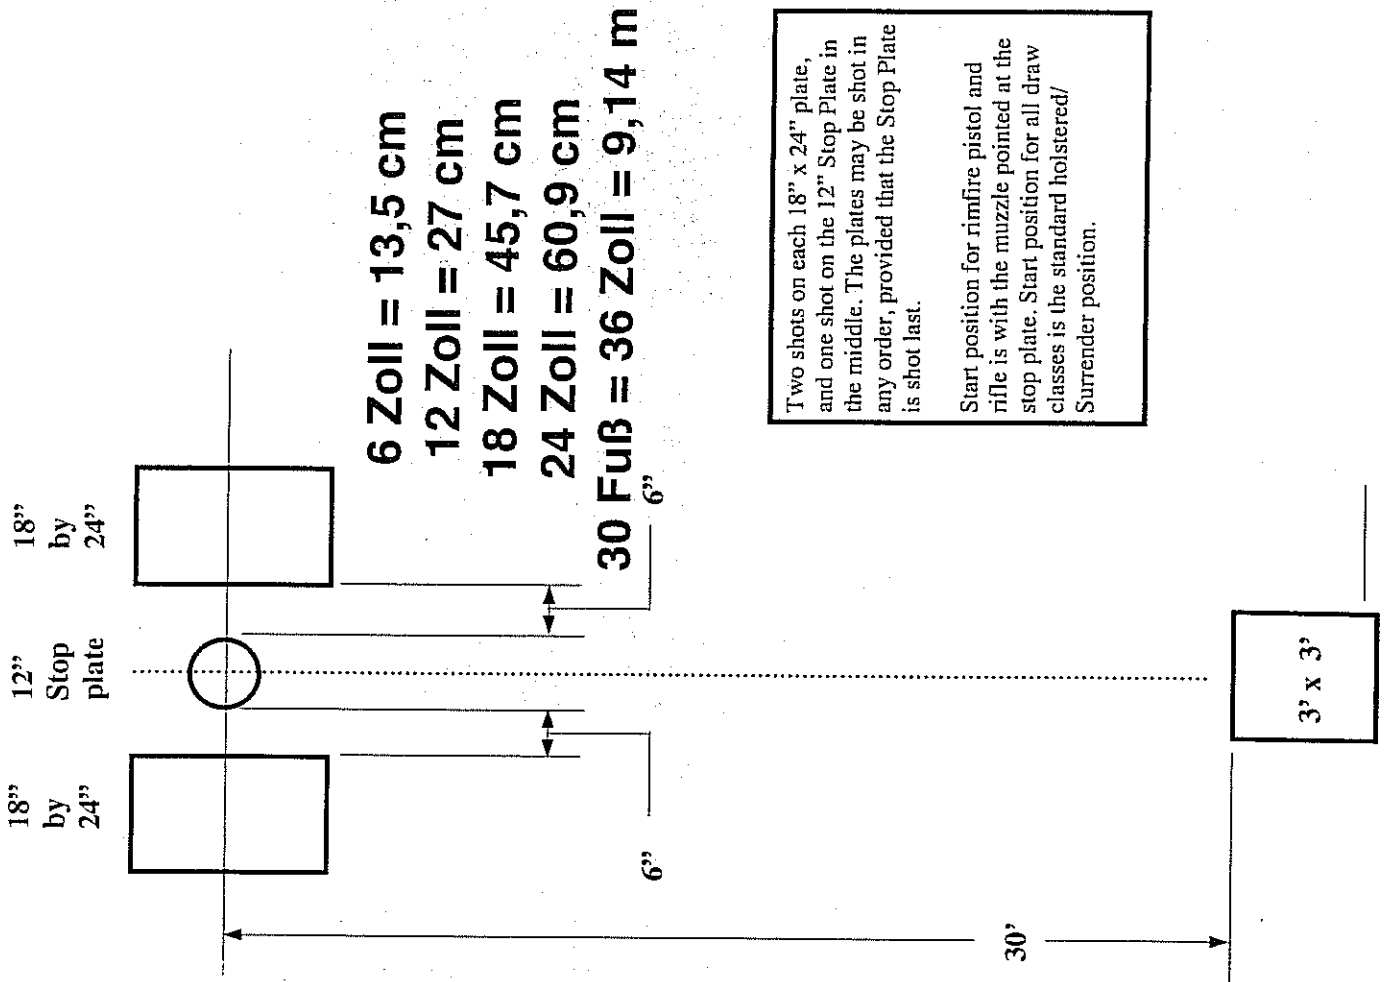 18”
by
24”
12”
Stop
plate
18”
by
24”
6”
6”
30’
3’ x 3’
6 Zoll = 13,5 cm
12 Zoll = 27 cm
18 Zoll = 45,7 cm
24 Zoll = 60,9 cm
30 Fuß = 36 Zoll = 9,14 m
Two shots on each 18” x 24” plate,
and one shot on the 12” Stop Plate in
the middle. The plates may be shot in
any order, provided that the Stop Plate
is shot last.
Start position for rimfire pistol and
rifle is with the muzzle pointed at the
stop plate. Start position for all draw
classes is the standard holstered/
Surrender position.